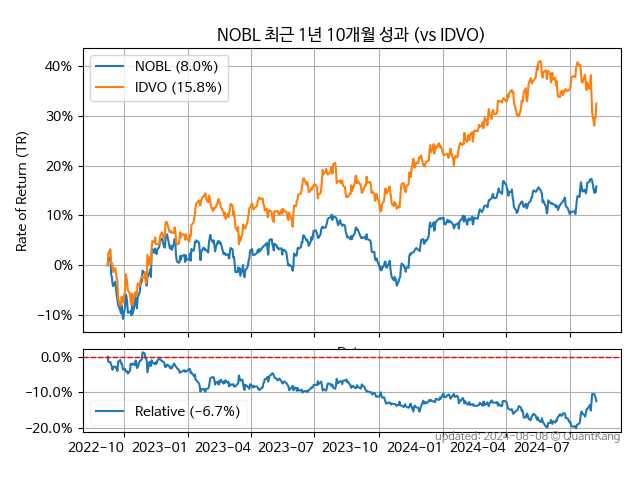 NOBL 최근 1년 10개월 성과 (vs IDVO)
NOBL (8.0%)
IDVO (15.8%)
Rate of Return (TR)
40%
30%
20%
10%
0%
−10%
0.0%
−10.0%
−20.0%
Relative (−6.7%)
updated: 2024-08-08 © QuantKang
2022-10 2023-01 2023-04 2023-07 2023-10 2024-01 2024-04 2024-07